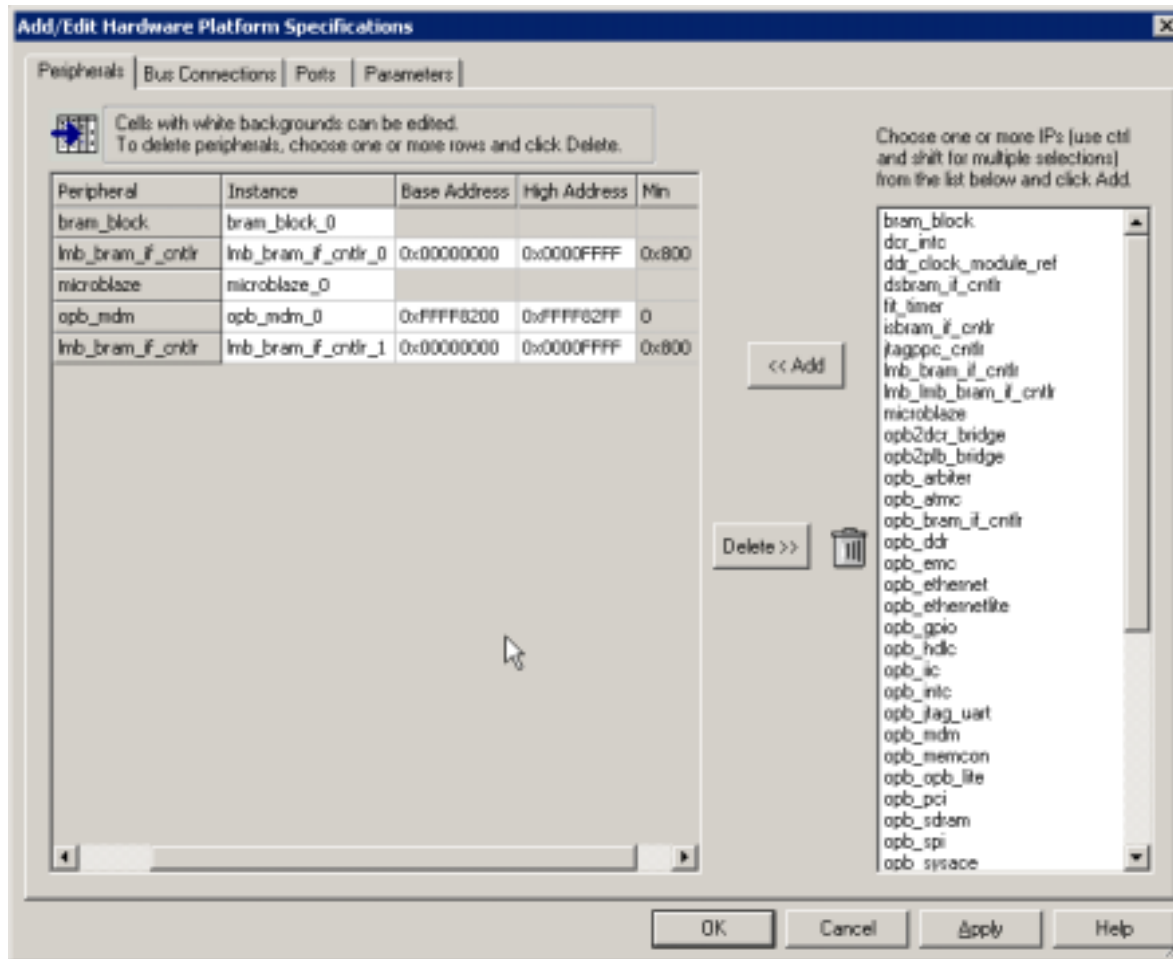 Add/Edit Hardware Platform Specifications
Peripherals Bus Connections Ports Parameters
Cells with white backgrounds can be edited.
To delete peripherals, choose one or more rows and click Delete.
Choose one or more IPs (use ctrl
and shift for multiple selections)
from the list below and click Add.
Peripheral Instance Base Address High Address Min
bram_block bram_block_0
lmb_bram_if_cntlr lmb_bram_if_cntlr_0 0x00000000 0x0000FFFF 0x800
microblaze microblaze_0
opb_mdm opb_mdm_0 0xFFFF8200 0xFFFF82FF 0
lmb_bram_if_cntlr lmb_bram_if_cntlr_1 0x00000000 0x0000FFFF 0x800
<< Add
Delete >>
bram_block
dcr_intc
ddr_clock_module_ref
dsbram_if_cntlr
fit_timer
isbram_if_cntlr
jtagppc_cntlr
lmb_bram_if_cntlr
lmb_lmb_bram_if_cntlr
microblaze
opb2dcr_bridge
opb2plb_bridge
opb_arbiter
opb_atmc
opb_bram_if_cntlr
opb_ddr
opb_emc
opb_ethernet
opb_ethernetlite
opb_gpio
opb_hdlc
opb_iic
opb_intc
opb_jtag_uart
opb_mdm
opb_memcon
opb_opb_lite
opb_pci
opb_sdram
opb_spi
opb_sysace
OK Cancel Apply Help